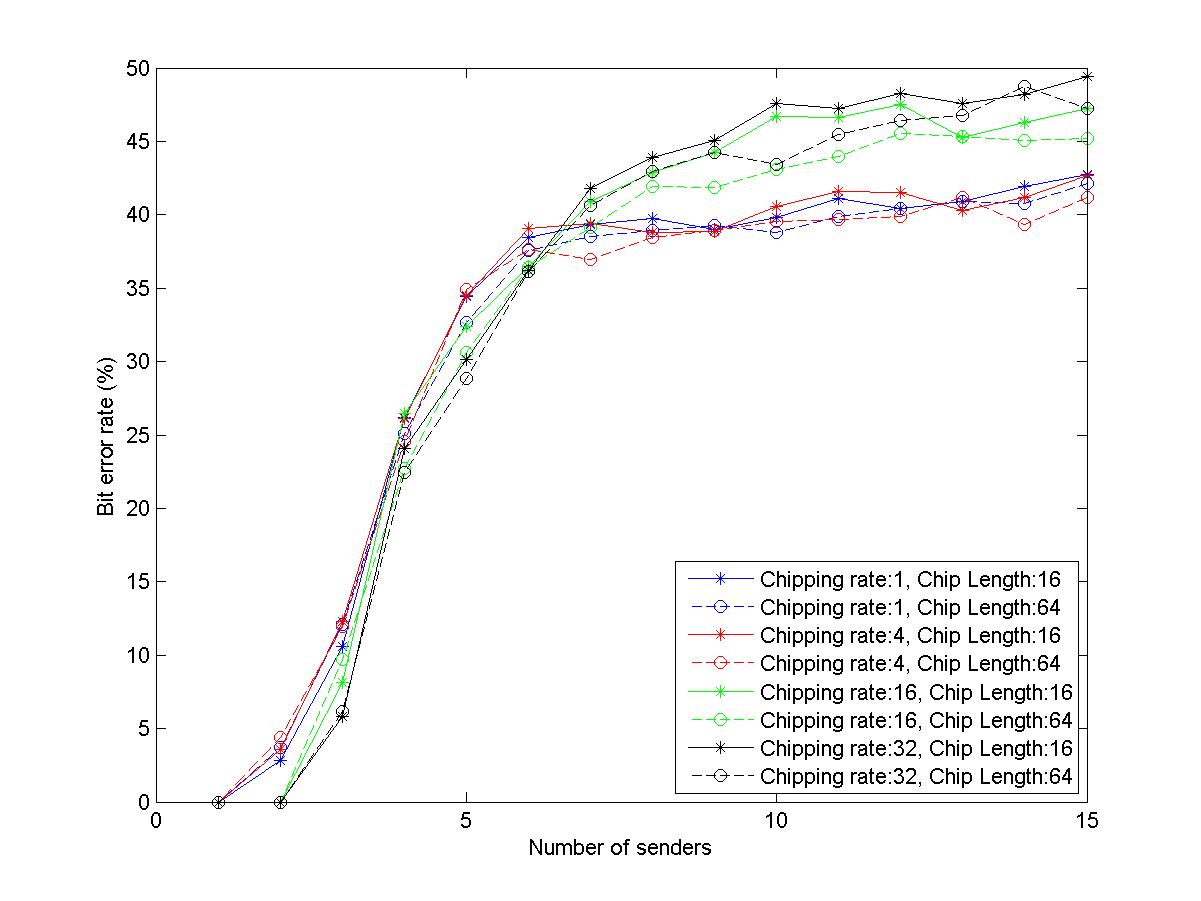 50
45
40
35
30
25
20
15
10
5
0
Bit error rate (%)
Chipping rate:1, Chip Length:16
Chipping rate:1, Chip Length:64
Chipping rate:4, Chip Length:16
Chipping rate:4, Chip Length:64
Chipping rate:16, Chip Length:16
Chipping rate:16, Chip Length:64
Chipping rate:32, Chip Length:16
Chipping rate:32, Chip Length:64
0 5 10 15
Number of senders